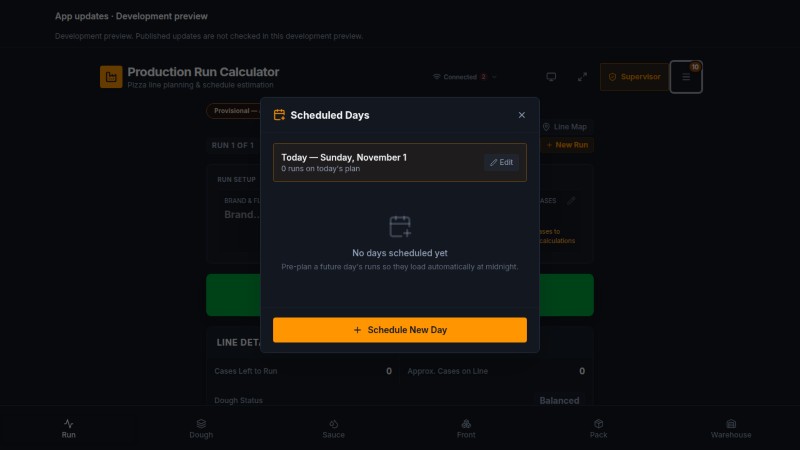 App updates · Development preview
Development preview. Published updates are not checked in this development preview.
Production Run Calculator
Pizza line planning & schedule estimation
Connected 2
Supervisor
10
Provisional —
Line Map
RUN 1 OF 1
+ New Run
RUN SETUP
BRAND & F
ASES
Brand..
ases to
calculations
Scheduled Days
Today — Sunday, November 1
0 runs on today's plan
Edit
No days scheduled yet
Pre-plan a future day's runs so they load automatically at midnight.
+ Schedule New Day
LINE DETA
Cases Left to Run 0
Approx. Cases on Line 0
Dough Status Balanced
Run
Dough
Sauce
Front
Pack
Warehouse